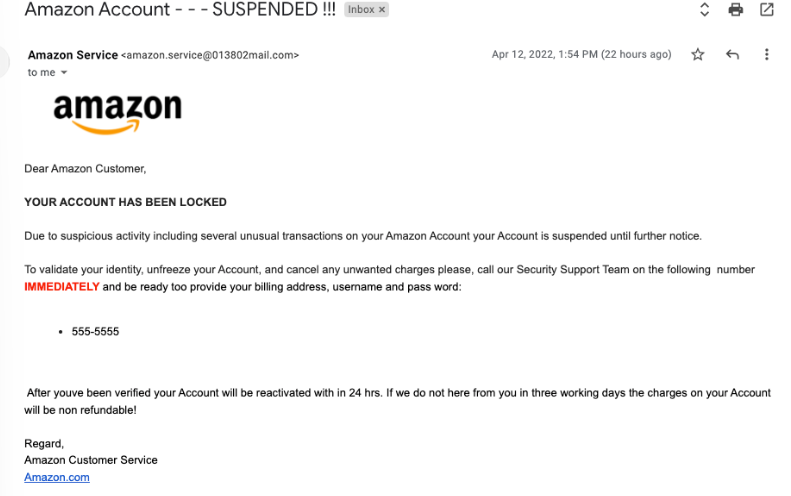 Amazon Account - - - SUSPENDED !!! Inbox ×
Amazon Service <amazon.service@013802mail.com> Apr 12, 2022, 1:54 PM (22 hours ago)
to me
amazon
Dear Amazon Customer,
YOUR ACCOUNT HAS BEEN LOCKED
Due to suspicious activity including several unusual transactions on your Amazon Account your Account is suspended until further notice.
To validate your identity, unfreeze your Account, and cancel any unwanted charges please, call our Security Support Team on the following number
IMMEDIATELY and be ready too provide your billing address, username and pass word:
• 555-5555
After youve been verified your Account will be reactivated with in 24 hrs. If we do not here from you in three working days the charges on your Account
will be non refundable!
Regard,
Amazon Customer Service
Amazon.com